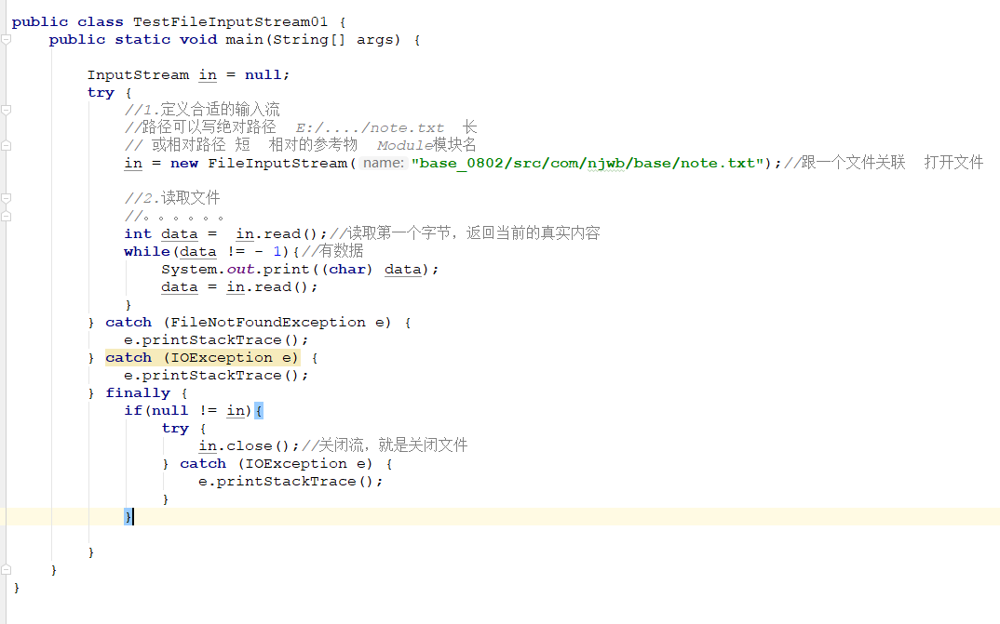 public class TestFileInputStream01 {
public static void main(String[] args) {
InputStream in = null;
try {
//1.定义合适的输入流
//路径可以写绝对路径  E:/..../note.txt  长
// 或相对路径 短  相对的参考物  Module模块名
in = new FileInputStream( name: "base_0802/src/com/njwb/base/note.txt");//跟一个文件关联  打开文件
//2.读取文件
//。。。。。。
int data =  in.read();//读取第一个字节，返回当前的真实内容
while(data != - 1){//有数据
System.out.print((char) data);
data = in.read();
}
} catch (FileNotFoundException e) {
e.printStackTrace();
} catch (IOException e) {
e.printStackTrace();
} finally {
if(null != in){
try {
in.close();//关闭流，就是关闭文件
} catch (IOException e) {
e.printStackTrace();
}
}
}
}
}